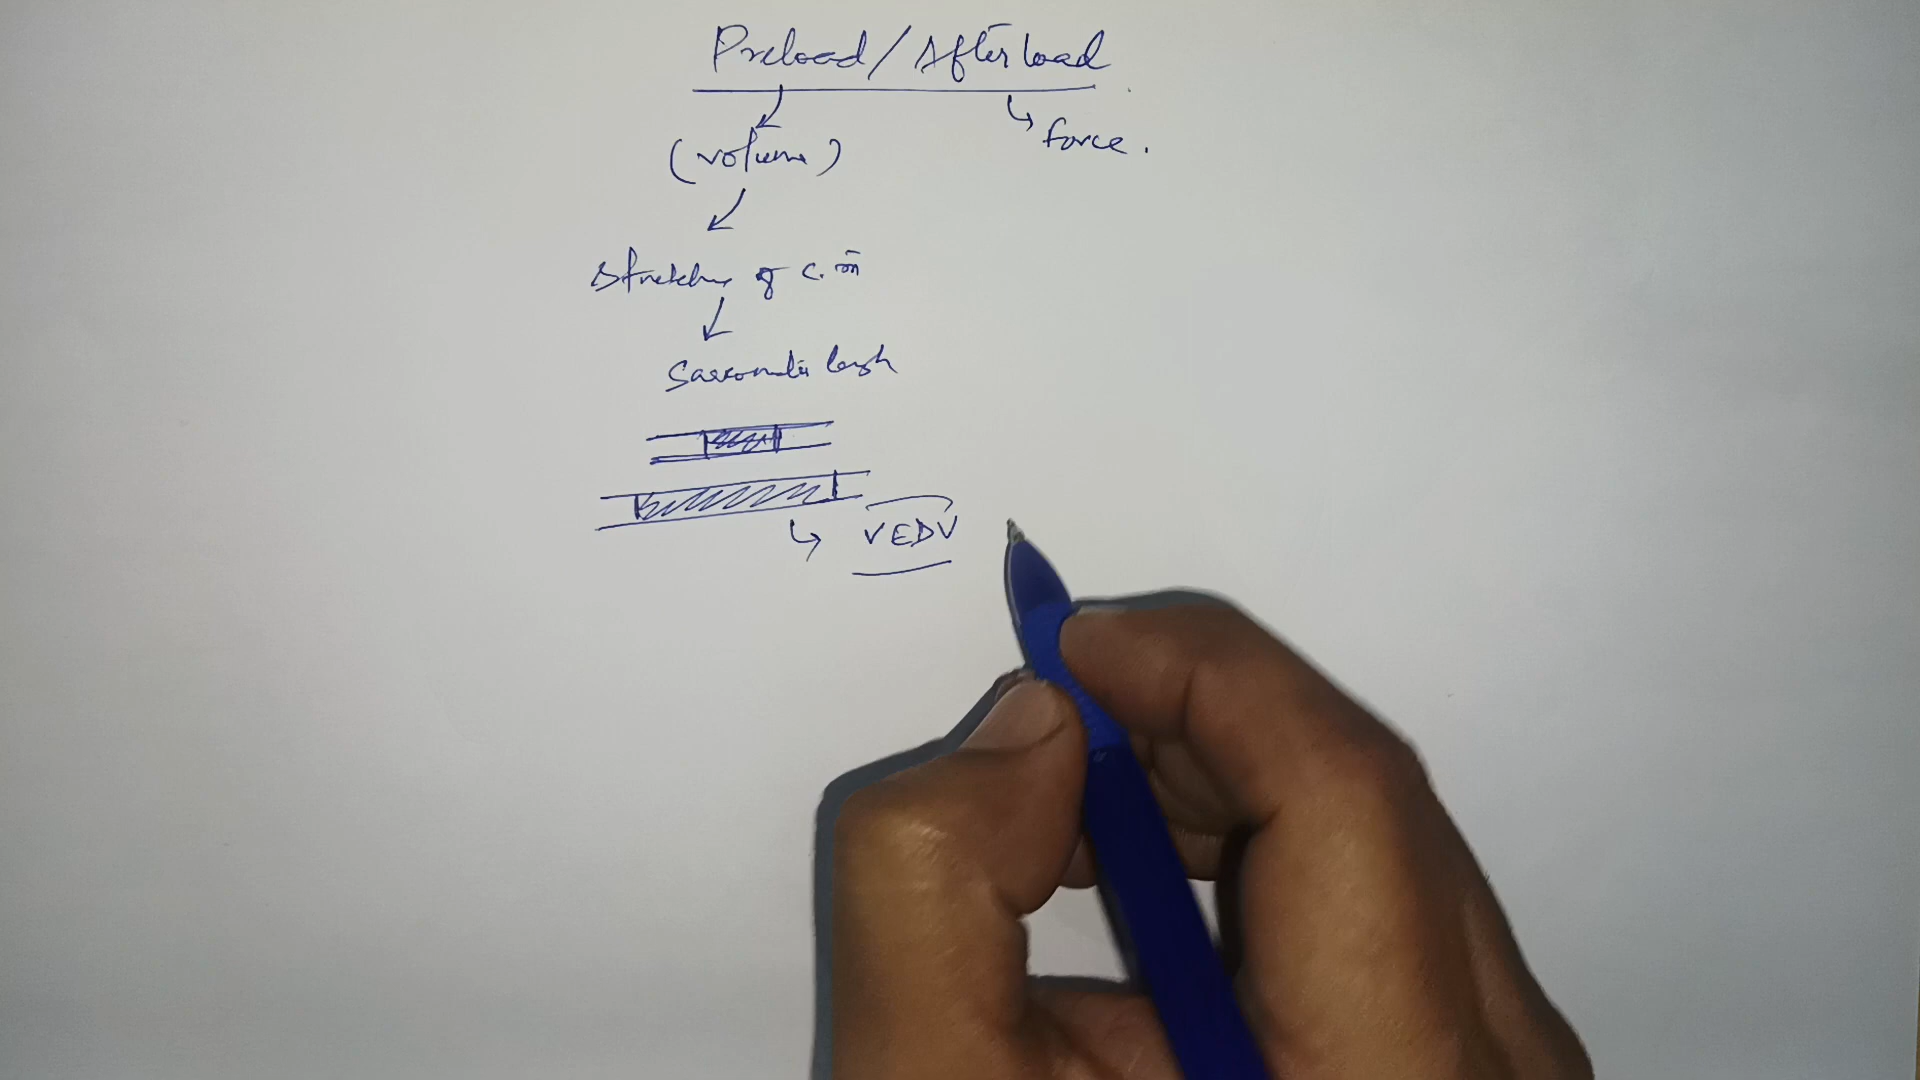 Preload/Afterload
(volume)
force.
Stretching of c.m
Sarcomere length
VEDV